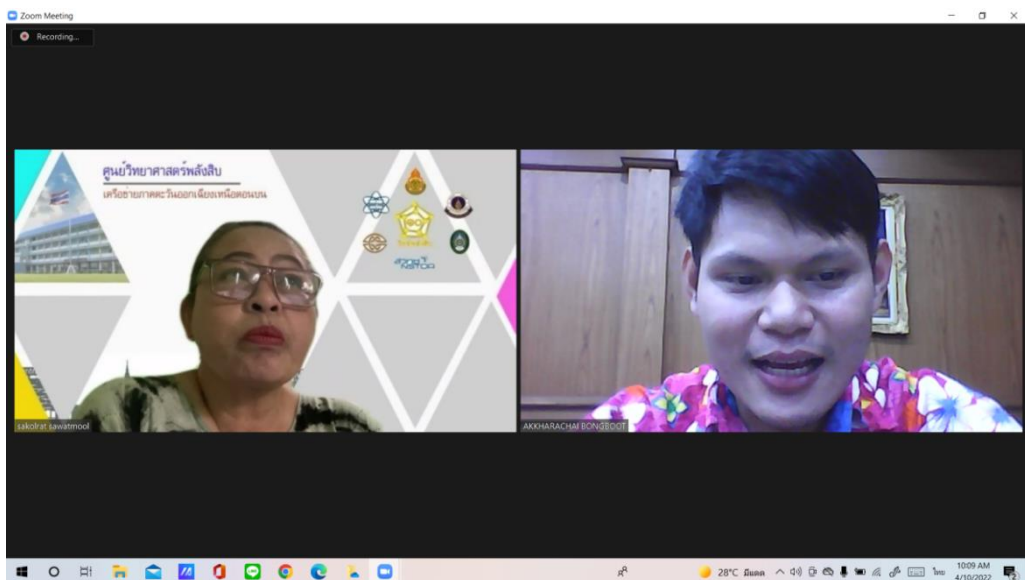 Zoom Meeting
Recording...
ศูนย์วิทยาศาสตร์พลังสิบ
เครือข่ายภาคตะวันออกเฉียงเหนือตอนบน
NSTDA
sakolrat sawatmool
AKKHARACHAI BONGBOOT
28°C มีแดด
ไทย
10:09 AM
4/10/2022